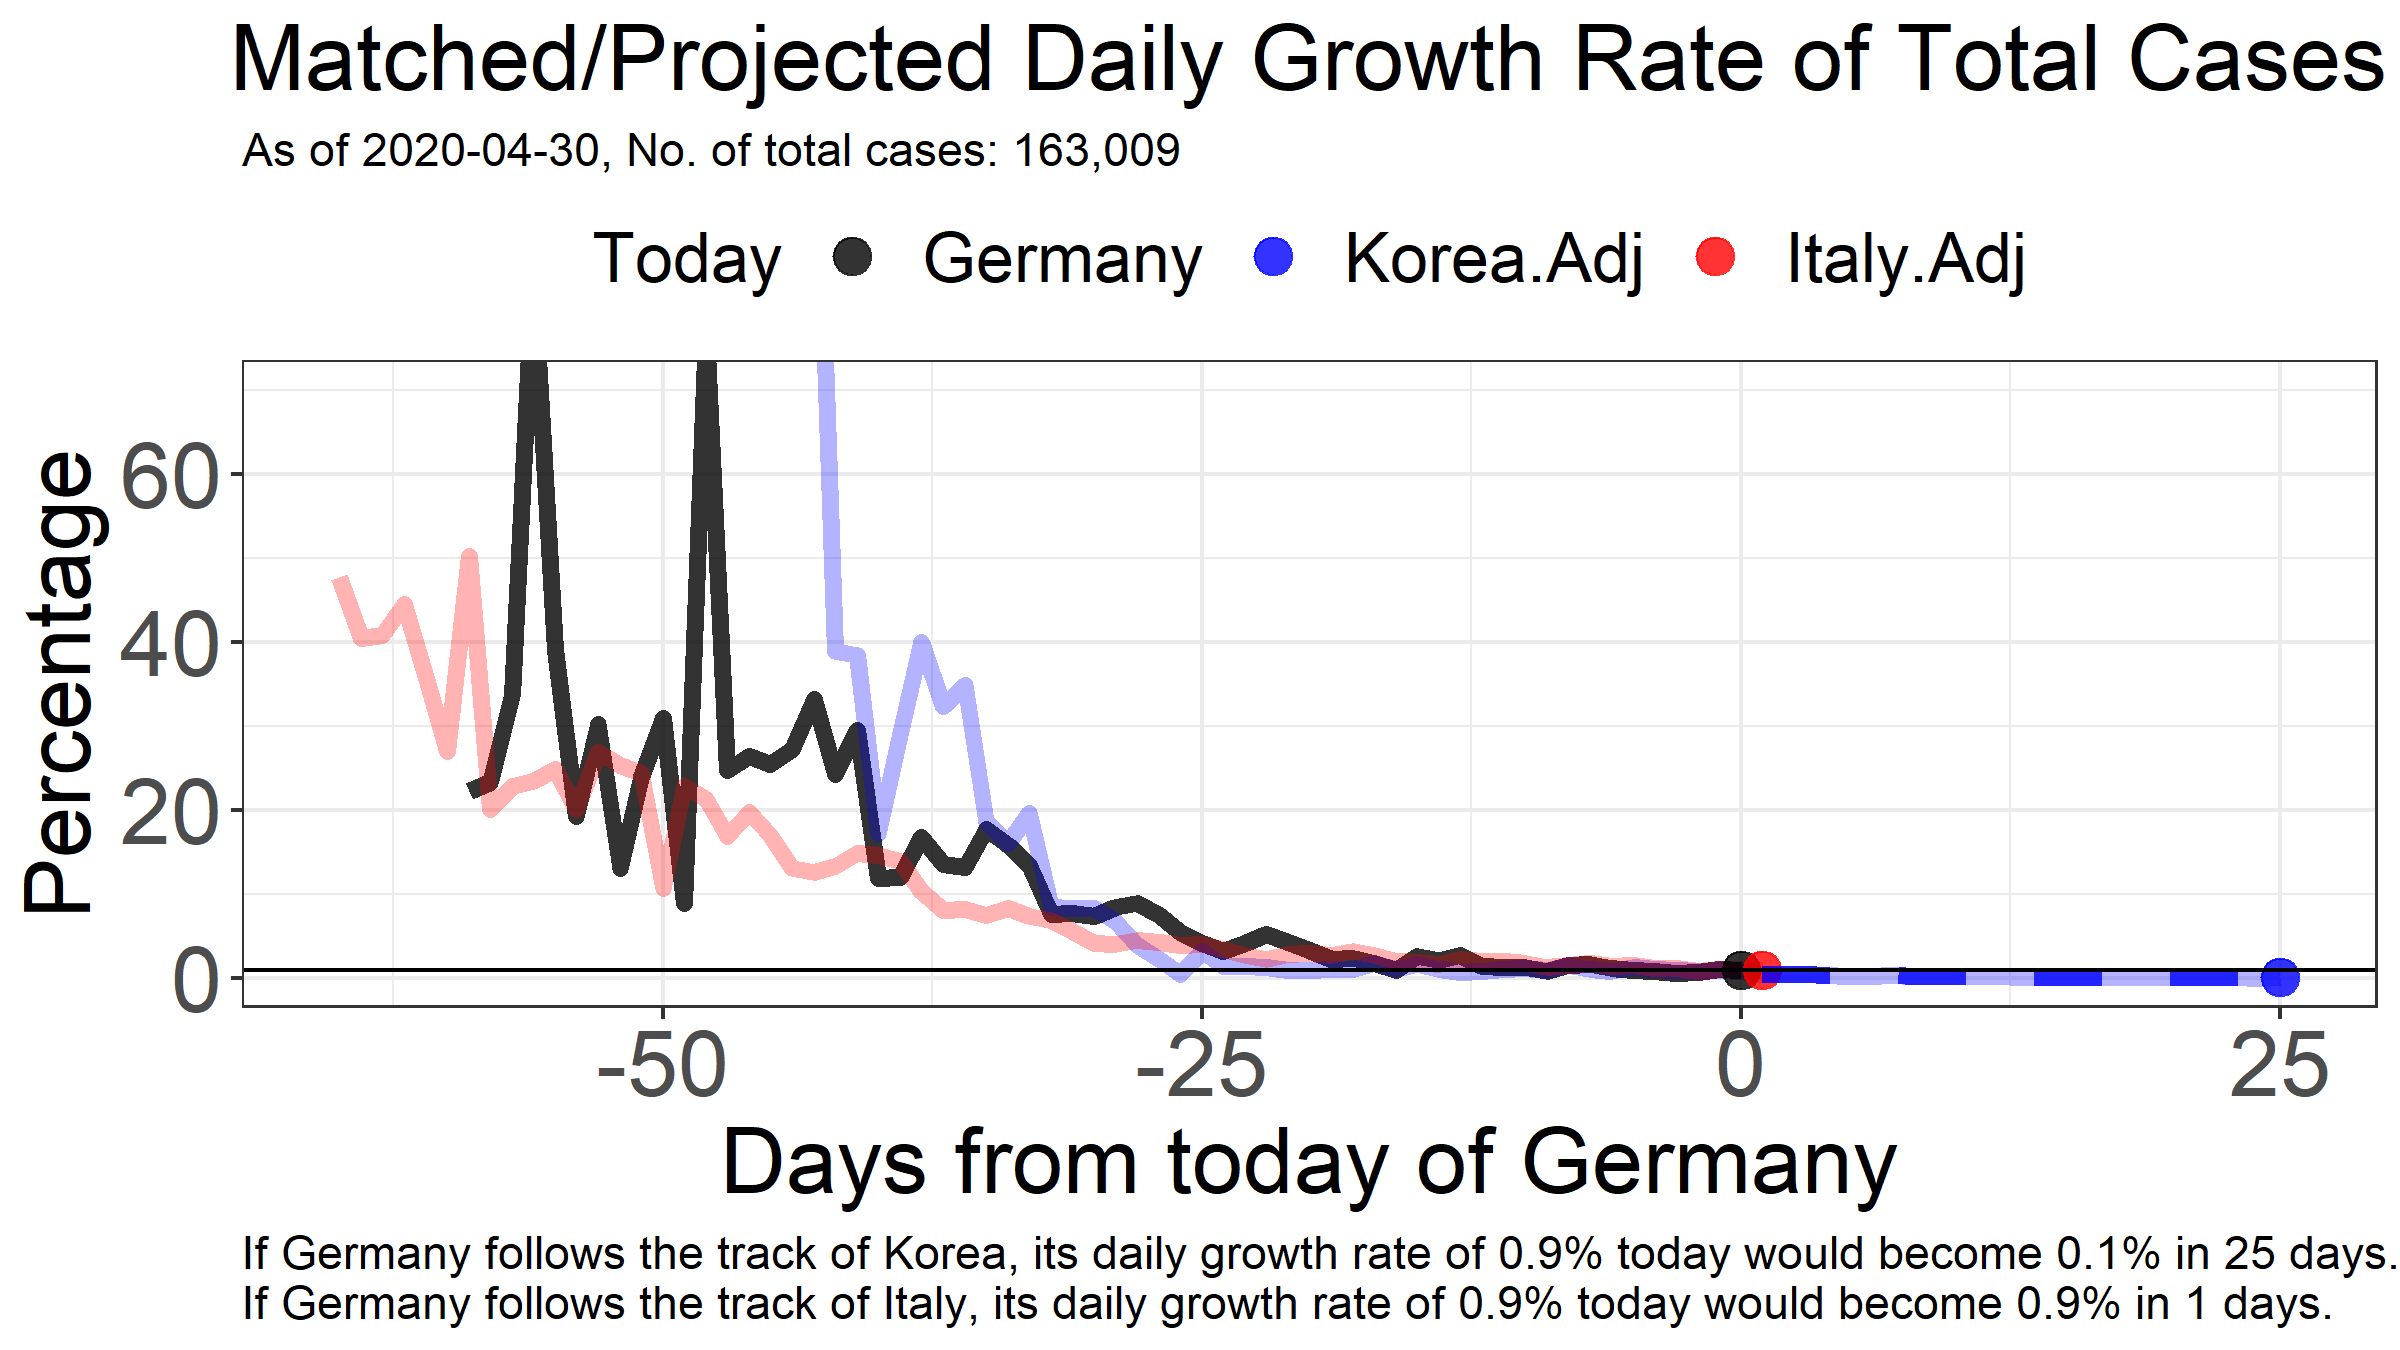 Matched/Projected Daily Growth Rate of Total Cases
As of 2020-04-30, No. of total cases: 163,009
Today Germany Korea.Adj Italy.Adj
Percentage
60
40
20
0
-50 -25 0 25
Days from today of Germany
If Germany follows the track of Korea, its daily growth rate of 0.9% today would become 0.1% in 25 days.
If Germany follows the track of Italy, its daily growth rate of 0.9% today would become 0.9% in 1 days.